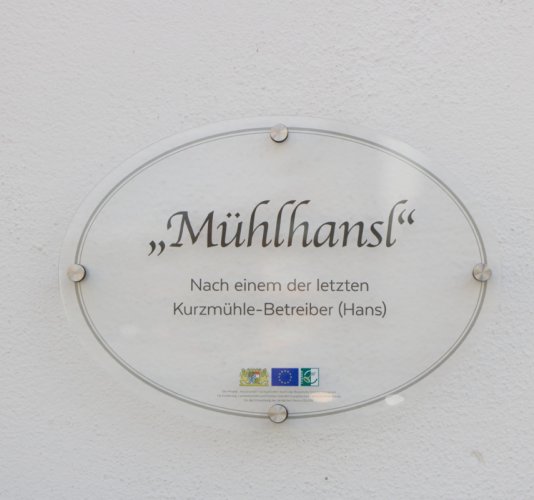 „Mühlhansl“
Nach einem der letzten
Kurzmühle-Betreiber (Hans)